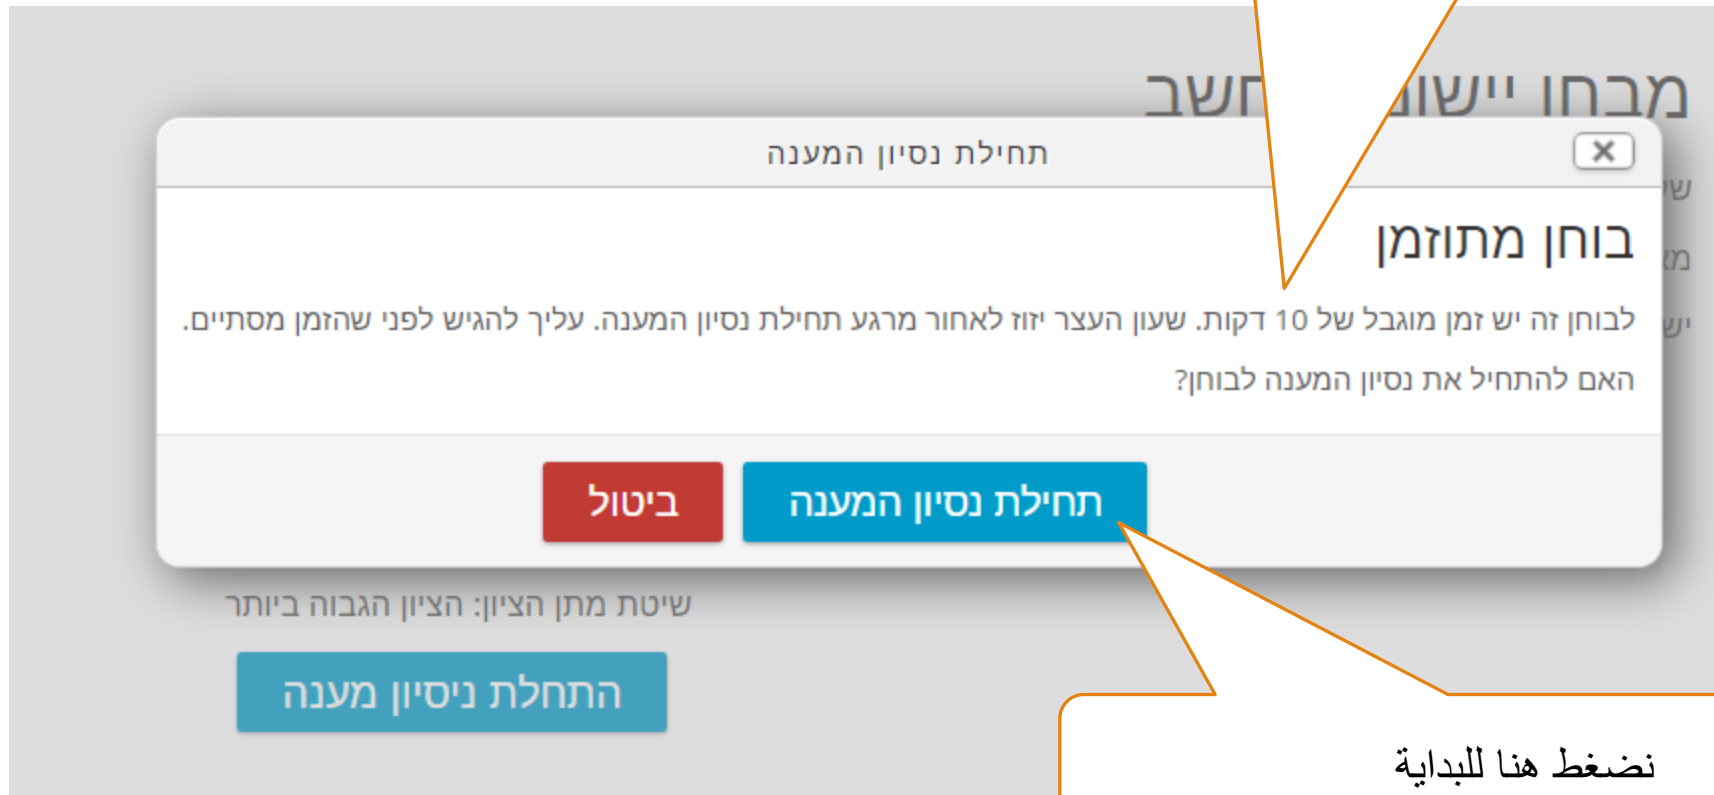 מבחן
תחילת נסיון המענה
בוחן מתוזמן
לבוחן זה יש זמן מוגבל של 10 דקות. שעון העצר יזוז לאחור מרגע תחילת נסיון המענה. עליך להגיש לפני שהזמן מסתיים.
האם להתחיל את נסיון המענה לבוחן?
תחילת נסיון המענה
ביטול
שיטת מתן הציון: הציון הגבוה ביותר
התחלת ניסיון מענה
نضغط هنا للبداية